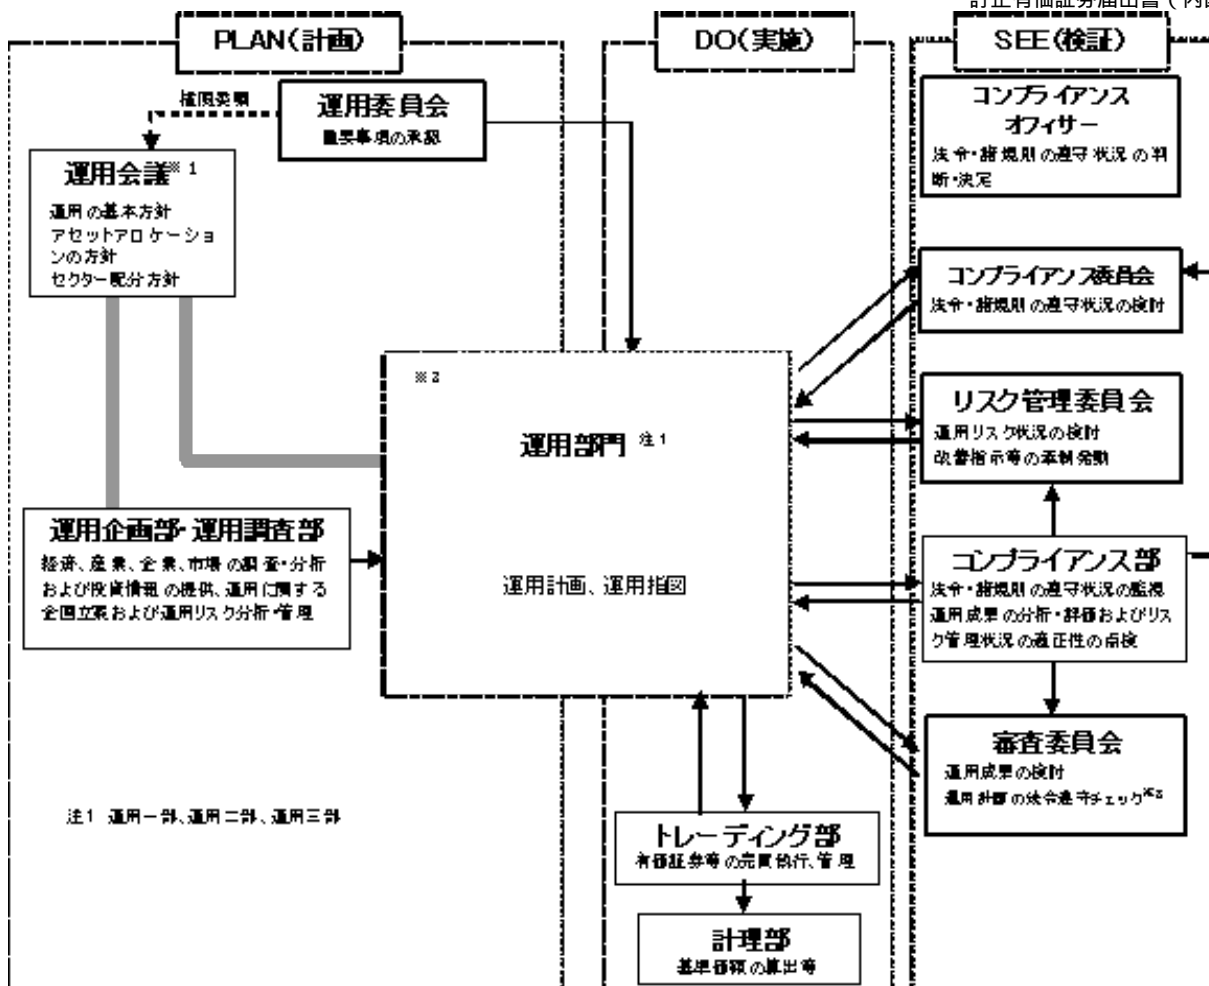 訂正有価証券届出書(内国
PLAN(計画)
DO(実施)
SEE(検証)
権限委譲
運用委員会
重要事項の承認
運用会議※1
運用の基本方針
アセットアロケーショ
ンの方針
セクター配分方針
コンプライアンス
オフィサー
法令・諸規則の遵守状況の判
断・決定
コンプライアンス委員会
法令・諸規則の遵守状況の検討
※2
運用部門 注1
運用計画、運用指図
リスク管理委員会
運用リスク状況の検討
改善指示等の牽制発動
運用企画部・運用調査部
経済、産業、企業、市場の調査・分析
および投資情報の提供、運用に関する
企画立案および運用リスク分析・管理
コンプライアンス部
法令・諸規則の遵守状況の監視
運用成果の分析・評価およびリス
ク管理状況の適正性の点検
審査委員会
運用成果の検討
運用計画の法令遵守チェック
注1 運用一部、運用二部、運用三部
トレーディング部
有価証券等の売買執行、管理
計理部
基準価額の算出等